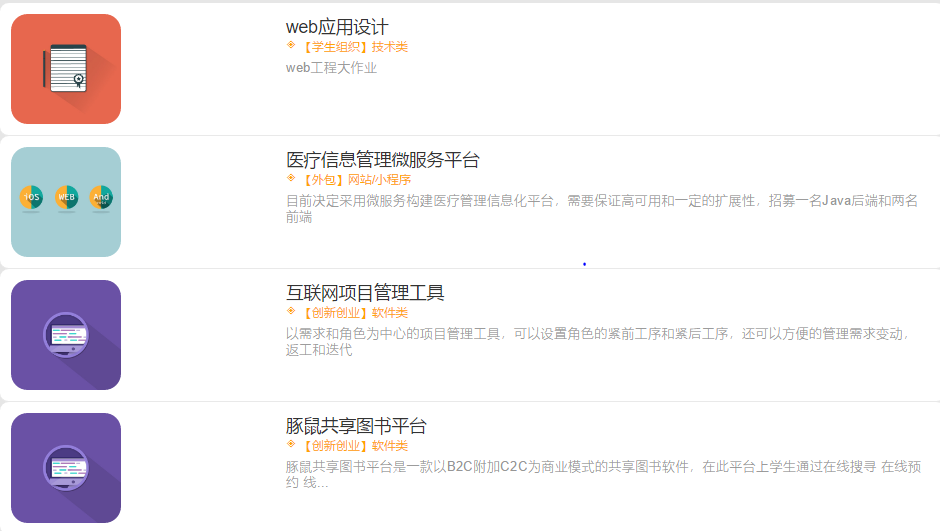 web应用设计
【学生组织】技术类
web工程大作业
医疗信息管理微服务平台
iOS WEB And
【外包】网站/小程序
目前决定采用微服务构建医疗管理信息化平台，需要保证高可用和一定的扩展性，招募一名Java后端和两名
前端
互联网项目管理工具
【创新创业】软件类
以需求和角色为中心的项目管理工具，可以设置角色的紧前工序和紧后工序，还可以方便的管理需求变动，
返工和迭代
豚鼠共享图书平台
【创新创业】软件类
豚鼠共享图书平台是一款以B2C附加C2C为商业模式的共享图书软件，在此平台上学生通过在线搜寻 在线预
约 线...